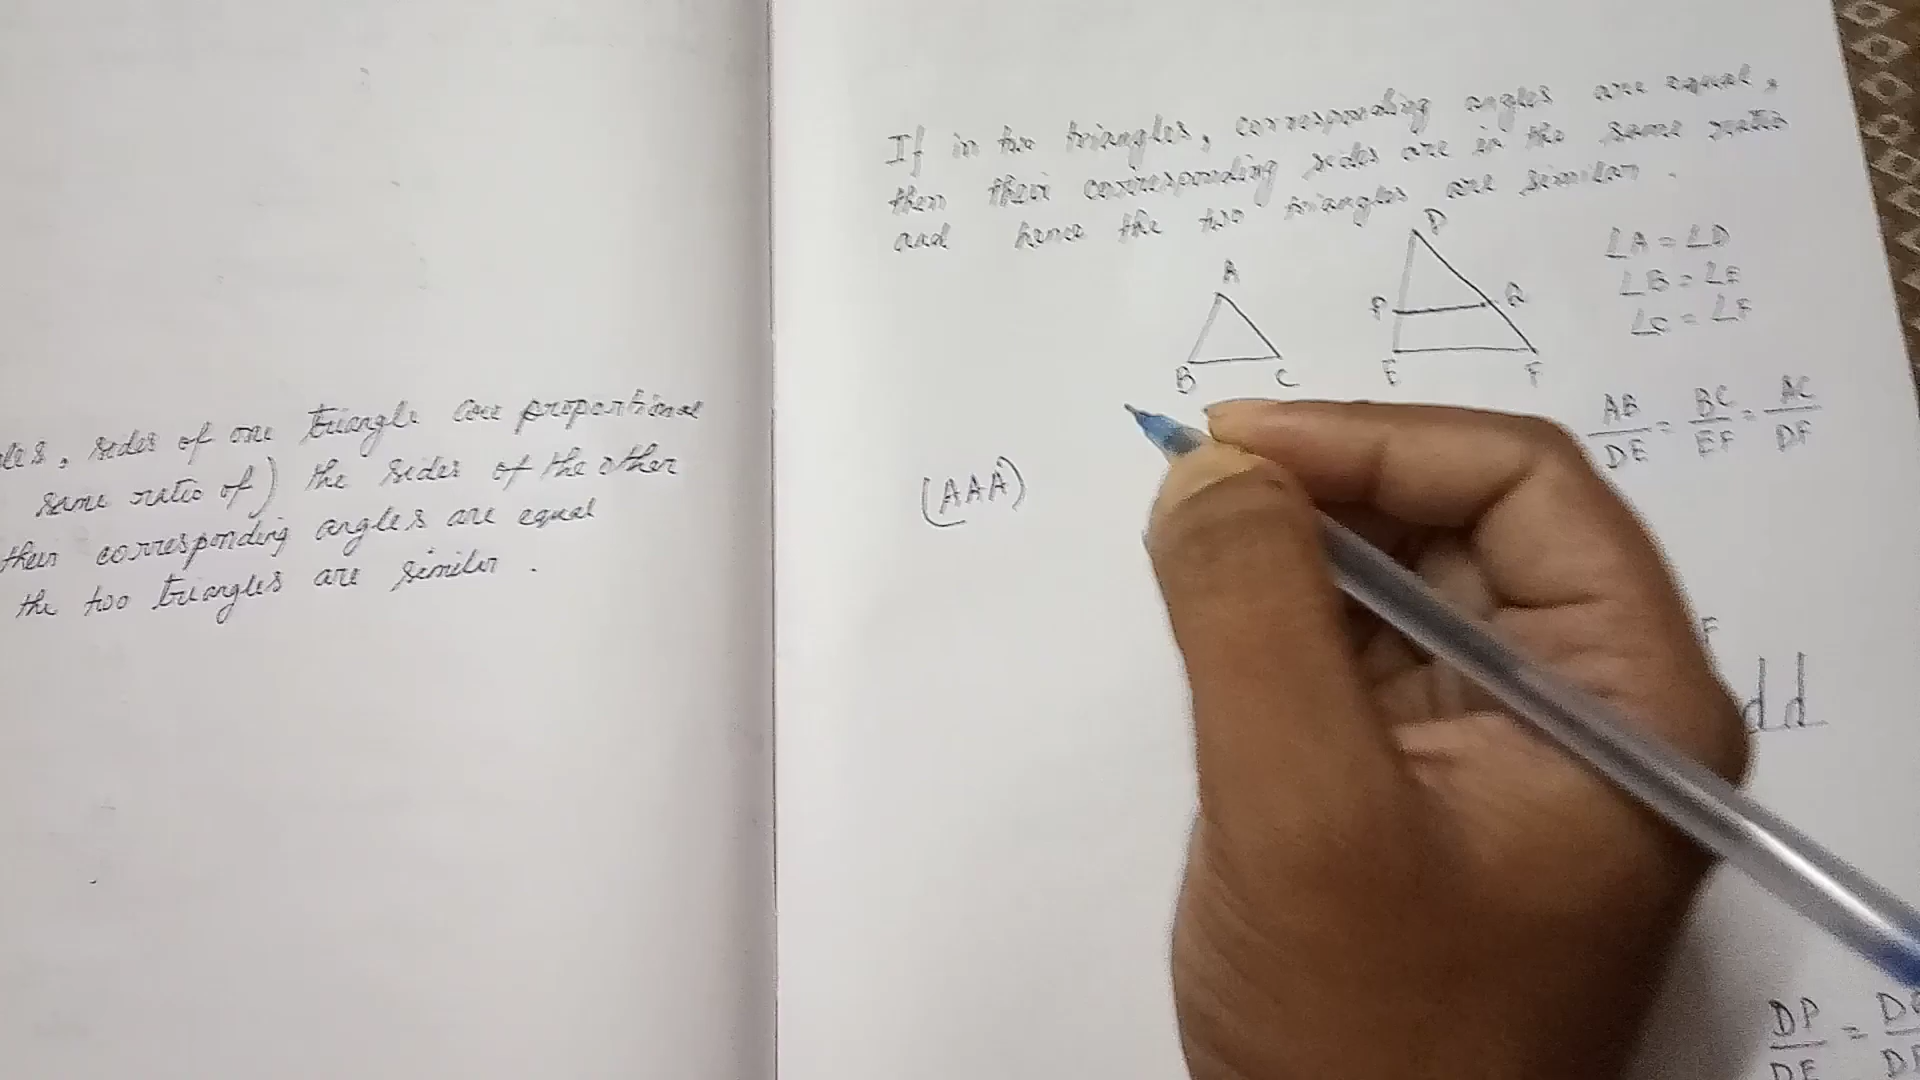 sides of one triangle are proportional
same ratio of) the sides of the other
their corresponding angles are equal
the two triangles are similar .
If in two triangles, corresponding angles are equal,
then their corresponding sides are in the same ratio
and hence the two triangles are similar .
A
B C
D
P Q
E F
∠A = ∠D
∠B = ∠E
∠C = ∠F
AB/DE = BC/EF = AC/DF
(AAA)
F
DP/DE =